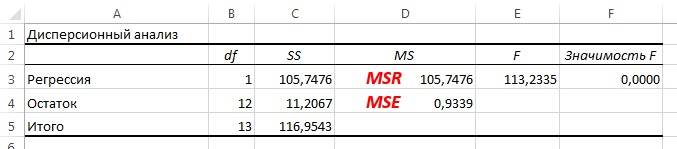 A B C D E F
1 Дисперсионный анализ
2 df SS MS F Значимость F
3 Регрессия 1 105,7476 MSR 105,7476 113,2335 0,0000
4 Остаток 12 11,2067 MSE 0,9339
5 Итого 13 116,9543
6